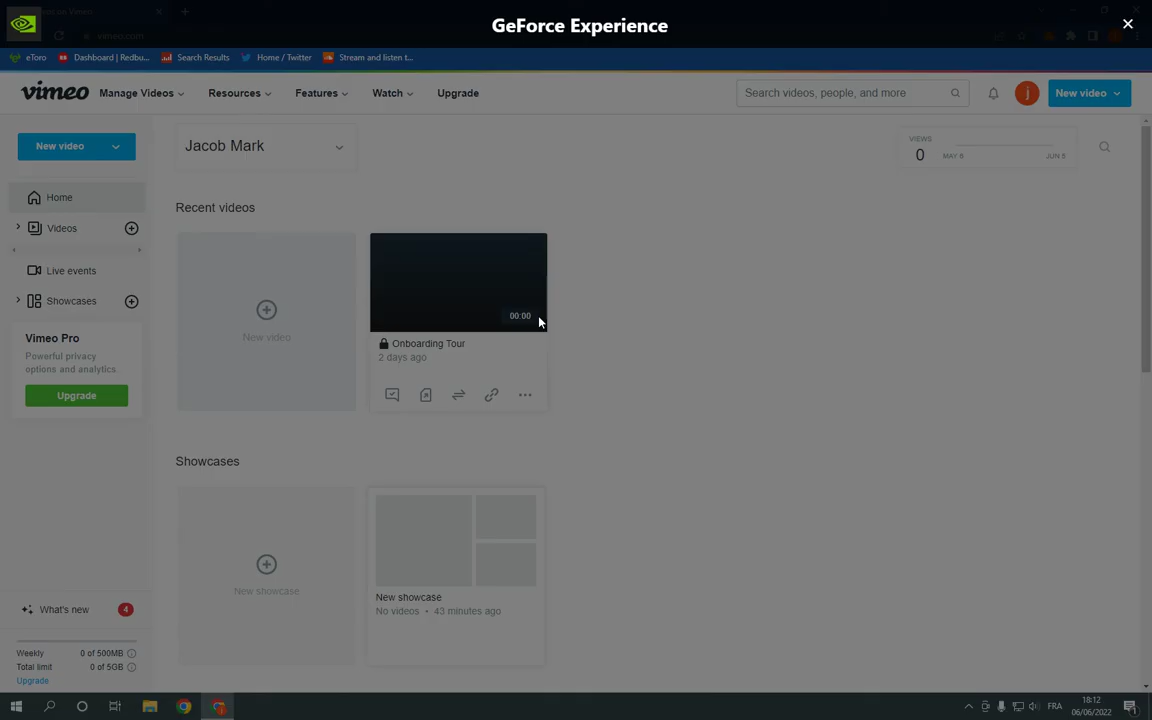 GeForce Experience
vimeo.com
eToro
Dashboard | Redbu...
Search Results
Home / Twitter
Stream and listen t...
vimeo
Manage Videos
Resources
Features
Watch
Upgrade
Search videos, people, and more
j
New video
New video
Jacob Mark
VIEWS
0
MAY 6
JUN 5
Home
Recent videos
Videos
Live events
Showcases
New video
00:00
Onboarding Tour
2 days ago
Vimeo Pro
Powerful privacy
options and analytics.
Upgrade
Showcases
New showcase
New showcase
No videos • 43 minutes ago
What's new
4
Weekly
0 of 500MB
Total limit
0 of 5GB
Upgrade
FRA
18:12
06/06/2022